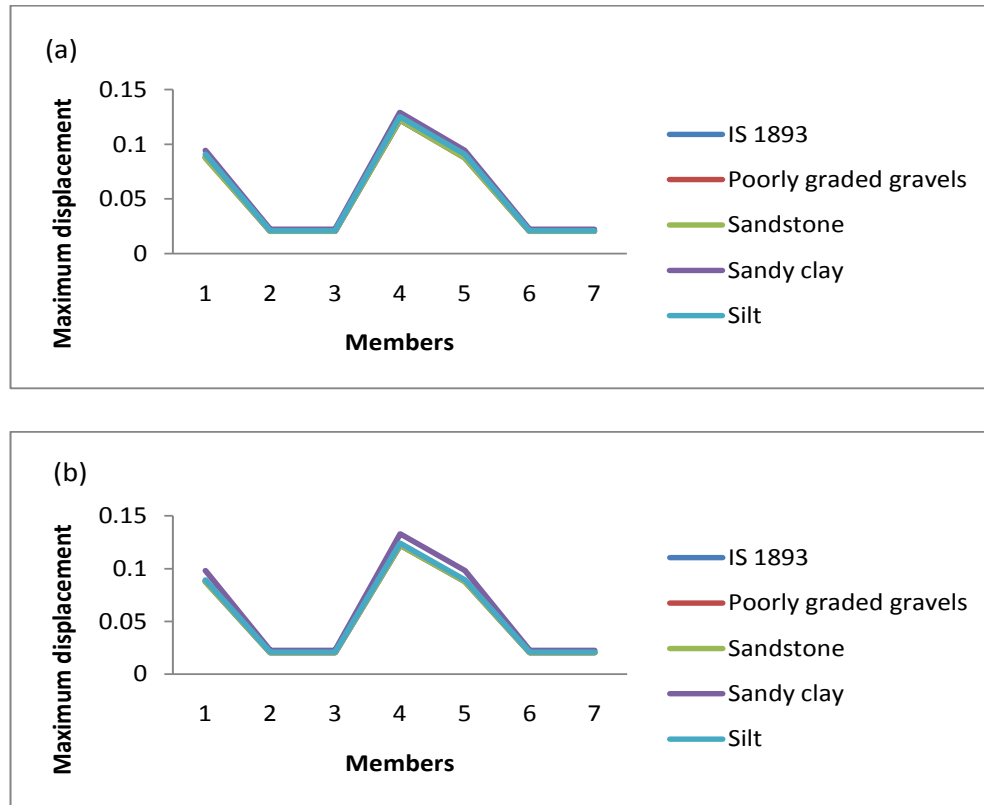 (a)
Maximum displacement
0.15
0.1
0.05
0
1 2 3 4 5 6 7
Members
IS 1893
Poorly graded gravels
Sandstone
Sandy clay
Silt
(b)
Maximum displacement
0.15
0.1
0.05
0
1 2 3 4 5 6 7
Members
IS 1893
Poorly graded gravels
Sandstone
Sandy clay
Silt